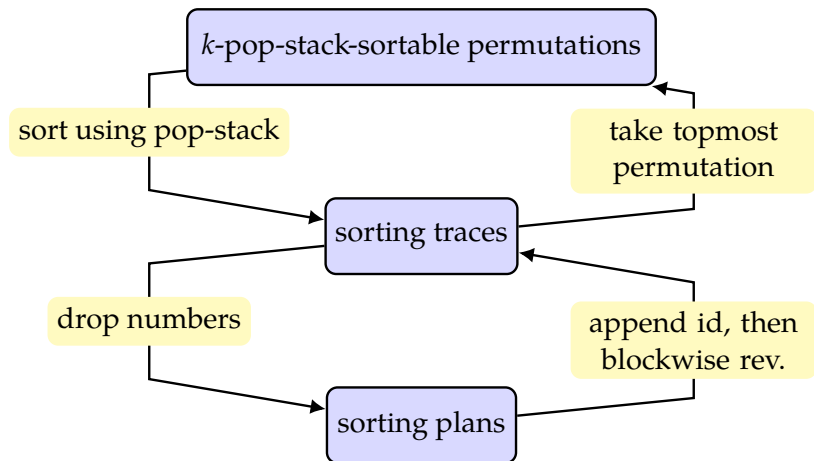 k-pop-stack-sortable permutations
sort using pop-stack
take topmost
permutation
sorting traces
drop numbers
append id, then
blockwise rev.
sorting plans